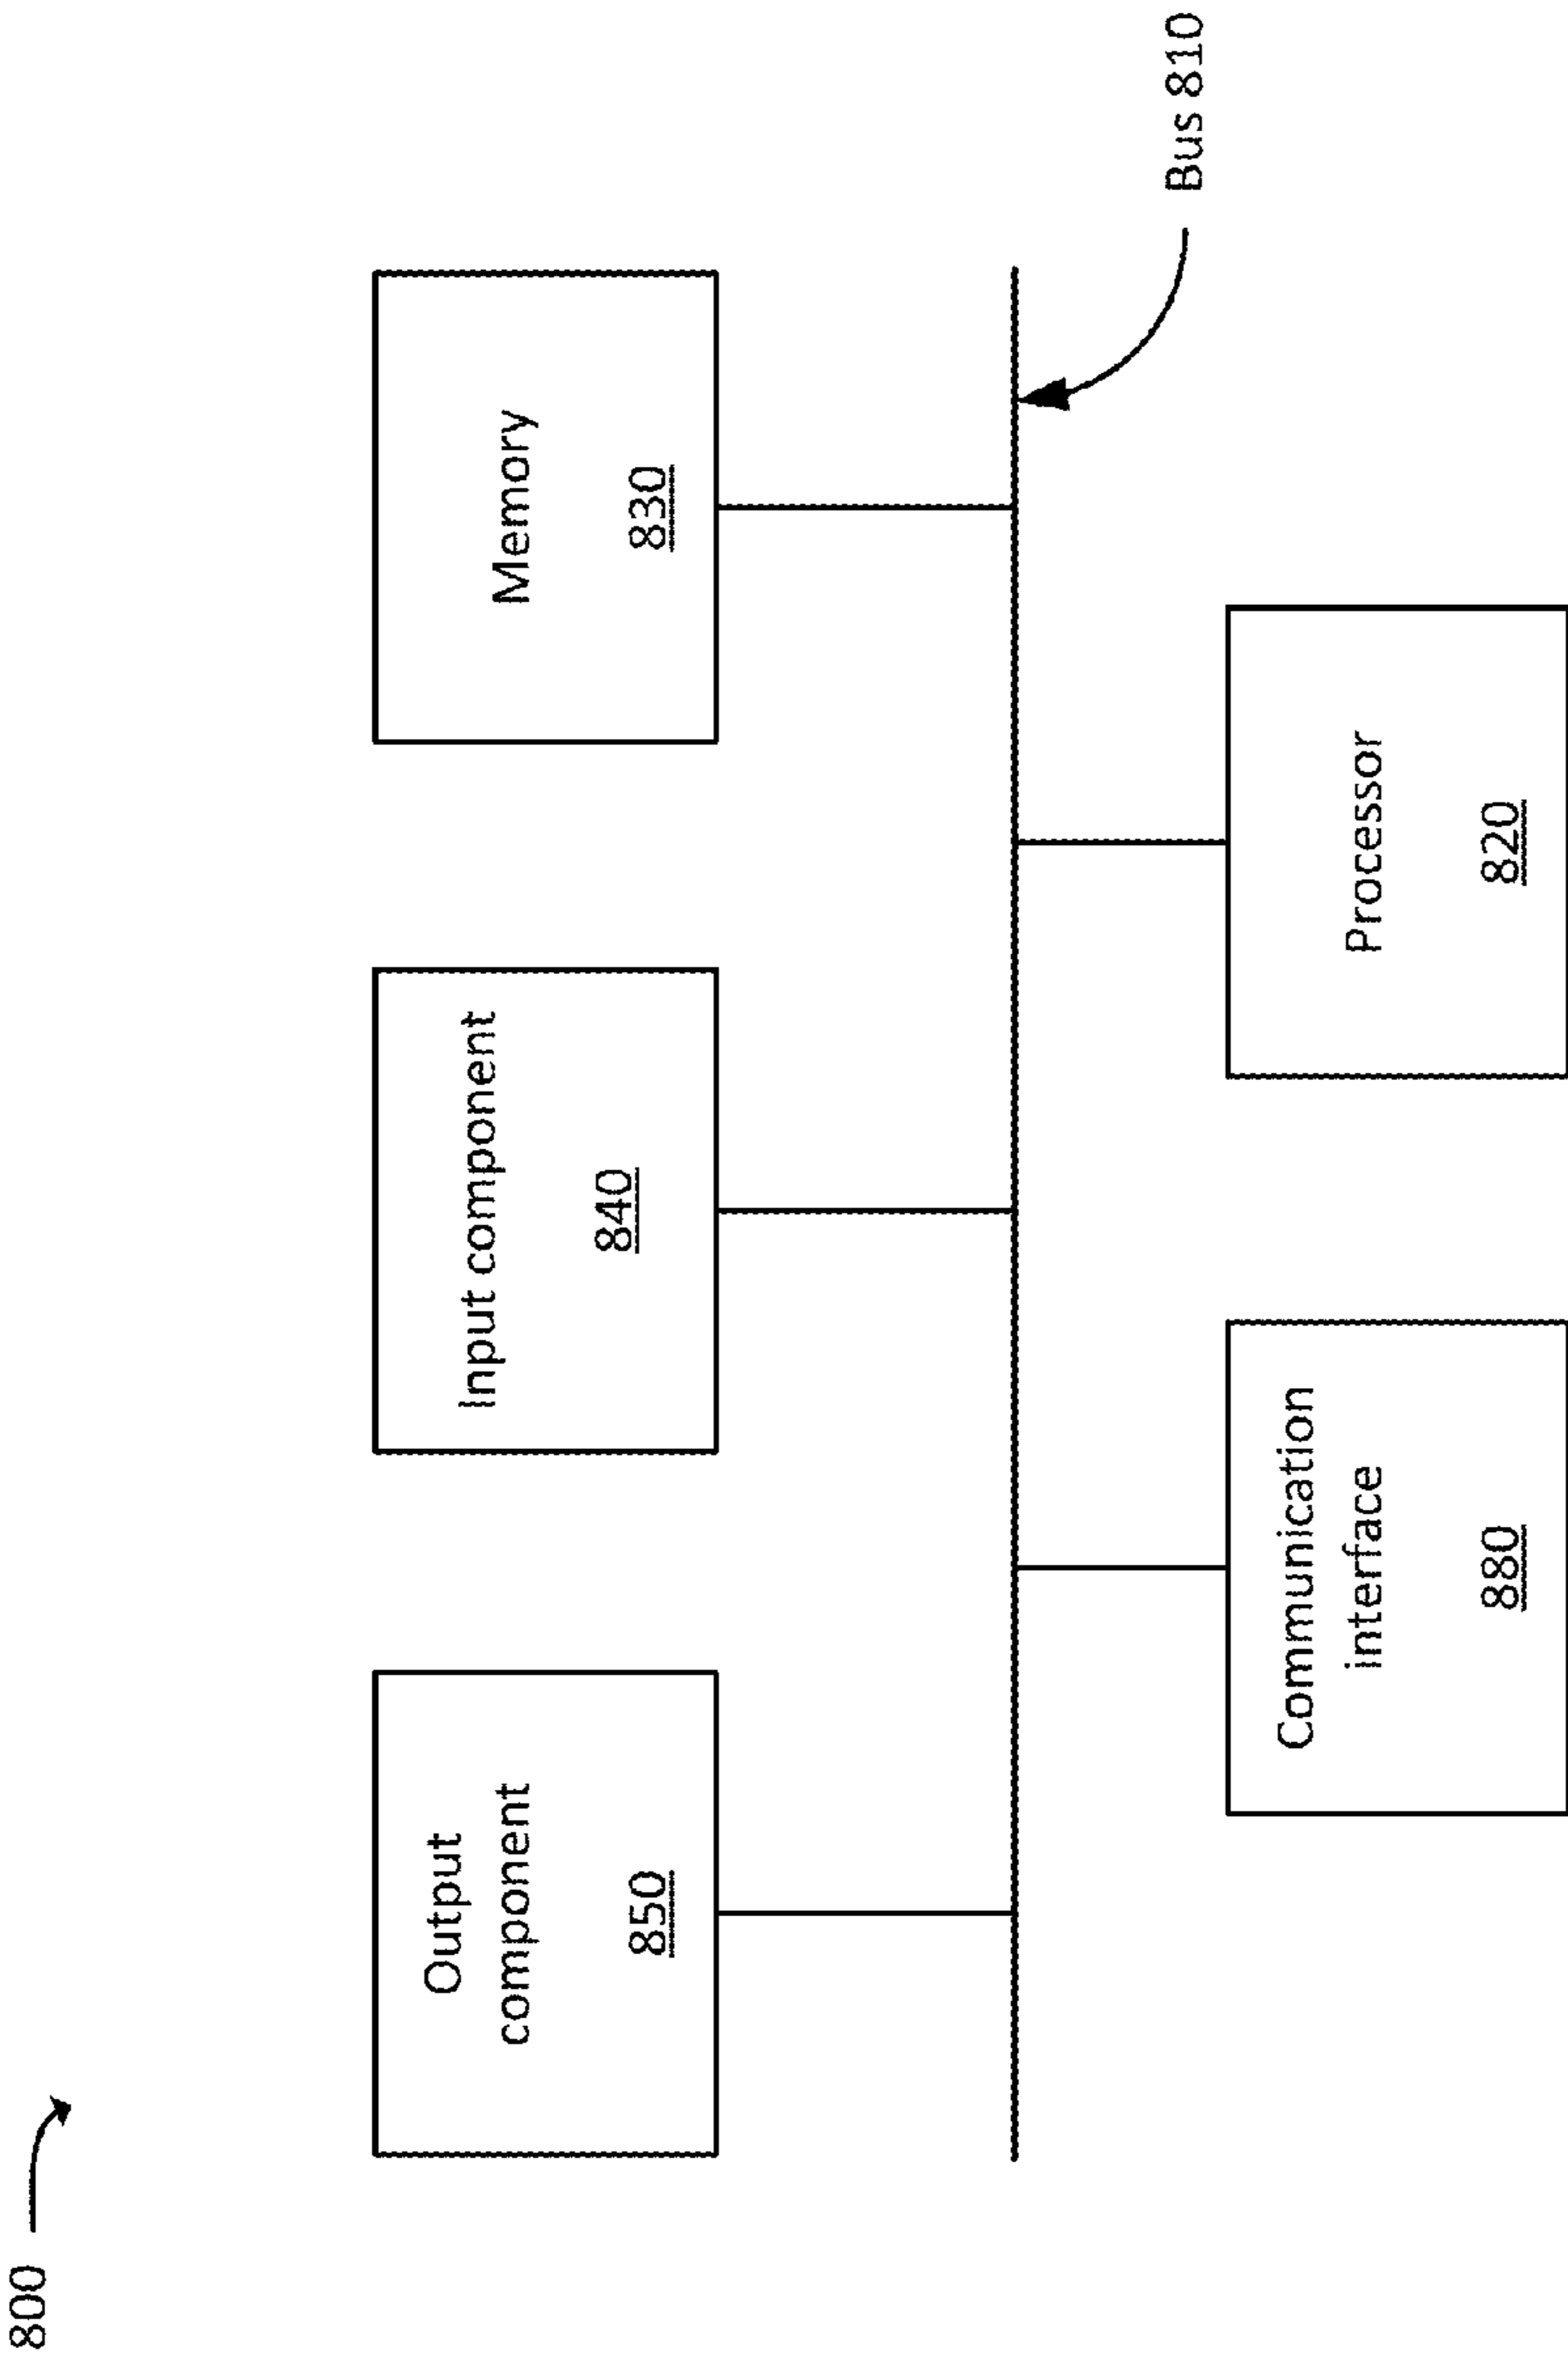 800
Output
component
850
Input component
840
Memory
830
Bus 810
Communication
interface
880
Processor
820